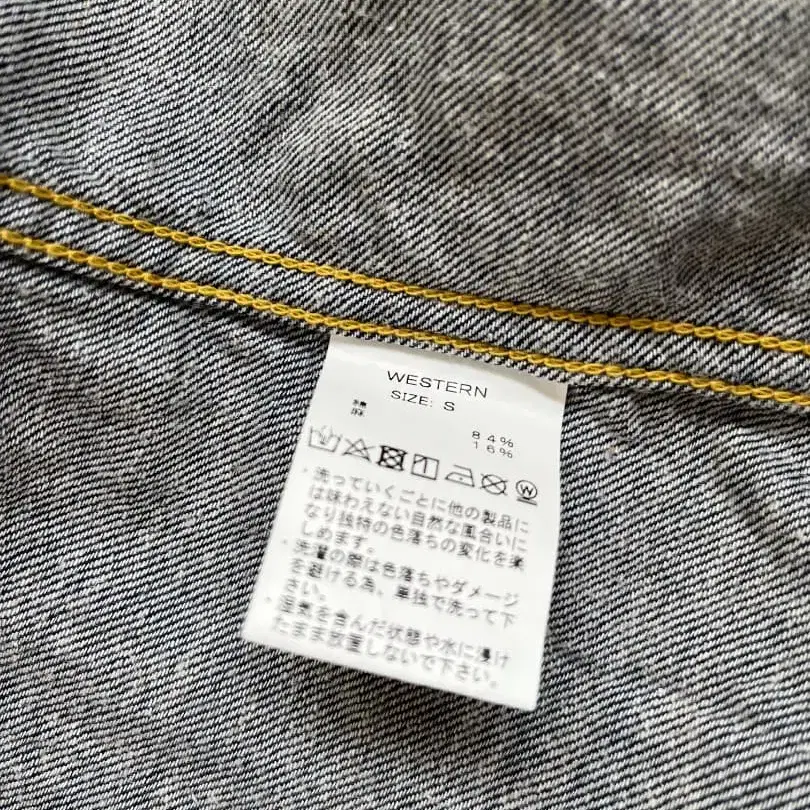 WESTERN
SIZE: S
綿 84%
麻 16%
・洗っていくごとに他の製品に
は味わえない自然な風合いに
なり独特の色落ちの変化を楽
しめます。
・洗濯の際は色落ちやダメージ
を避ける為、単独で洗って下
さい。
・湿気を含んだ状態や水に浸け
たまま放置しないで下さい。